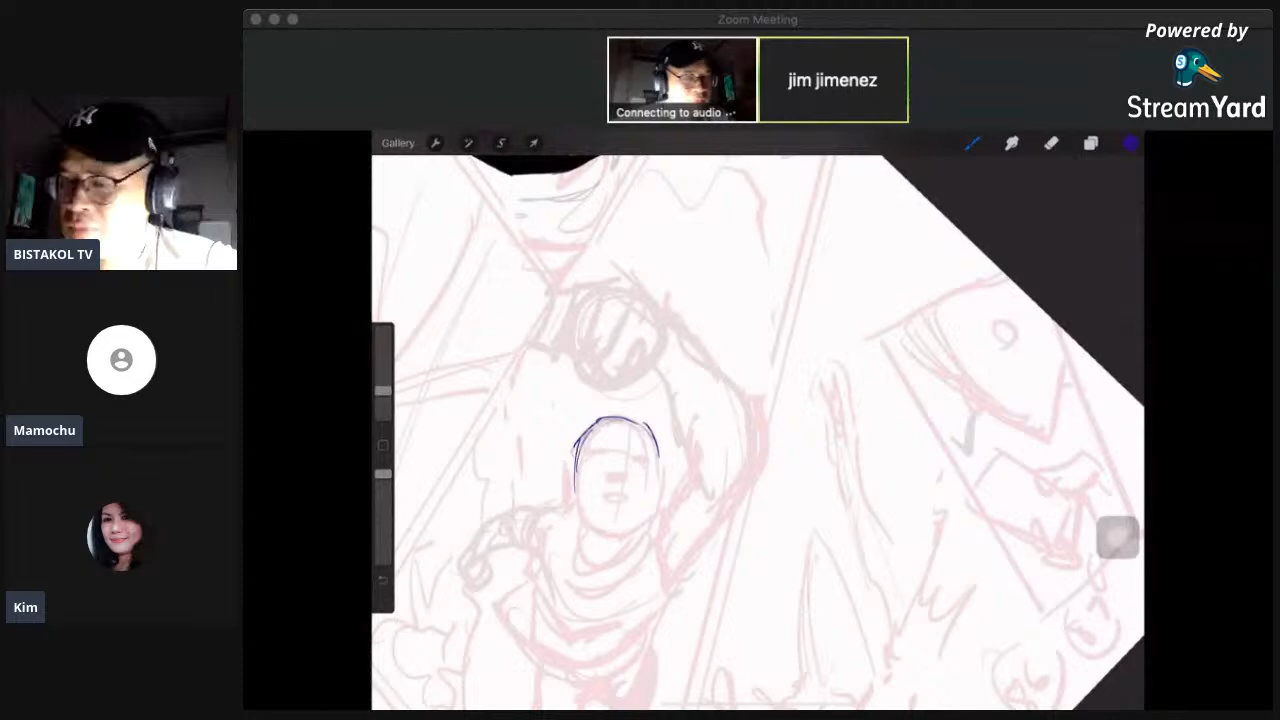 Zoom Meeting
Powered by
StreamYard
jim jimenez
Connecting to audio ...
Gallery
BISTAKOL TV
Mamochu
Kim